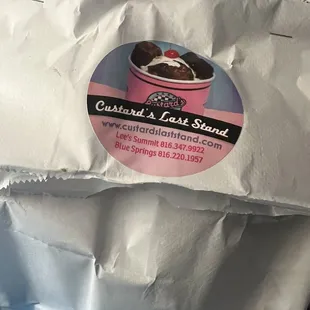 Custard's Last Stand
www.custardslaststand.com
Lee's Summit 816.347.9922
Blue Springs 816.220.1957